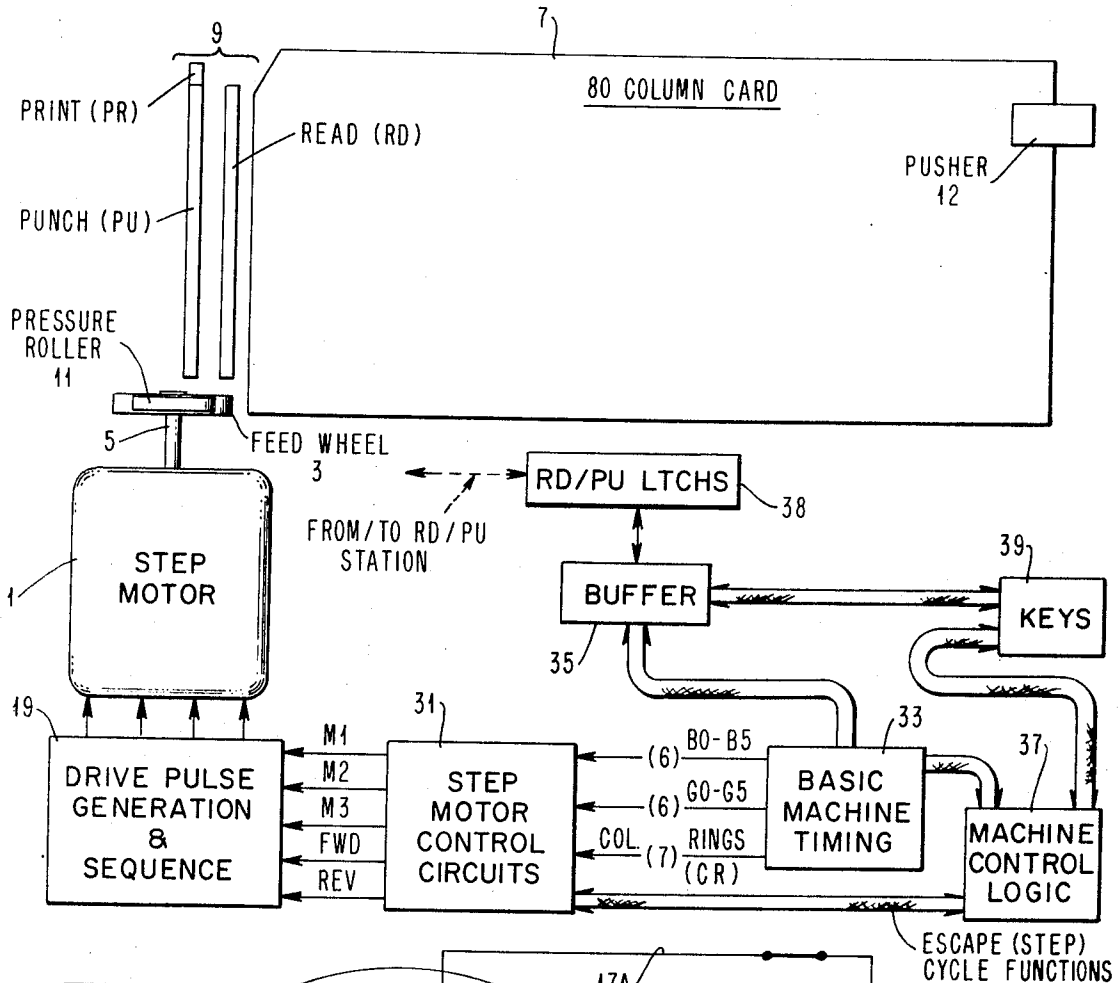 9
7
PRINT (PR)
80 COLUMN CARD
READ (RD)
PUSHER
12
PUNCH (PU)
PRESSURE
ROLLER
11
5
FEED WHEEL
3
RD/PU LTCHS
38
FROM/TO RD/PU
STATION
STEP
MOTOR
1
BUFFER
35
39
KEYS
19
DRIVE PULSE
GENERATION
&
SEQUENCE
M1
M2
M3
FWD
REV
31
STEP
MOTOR
CONTROL
CIRCUITS
(6) B0-B5
(6) G0-G5
COL. (7) RINGS
(CR)
33
BASIC
MACHINE
TIMING
37
MACHINE
CONTROL
LOGIC
ESCAPE (STEP)
CYCLE FUNCTIONS
17A